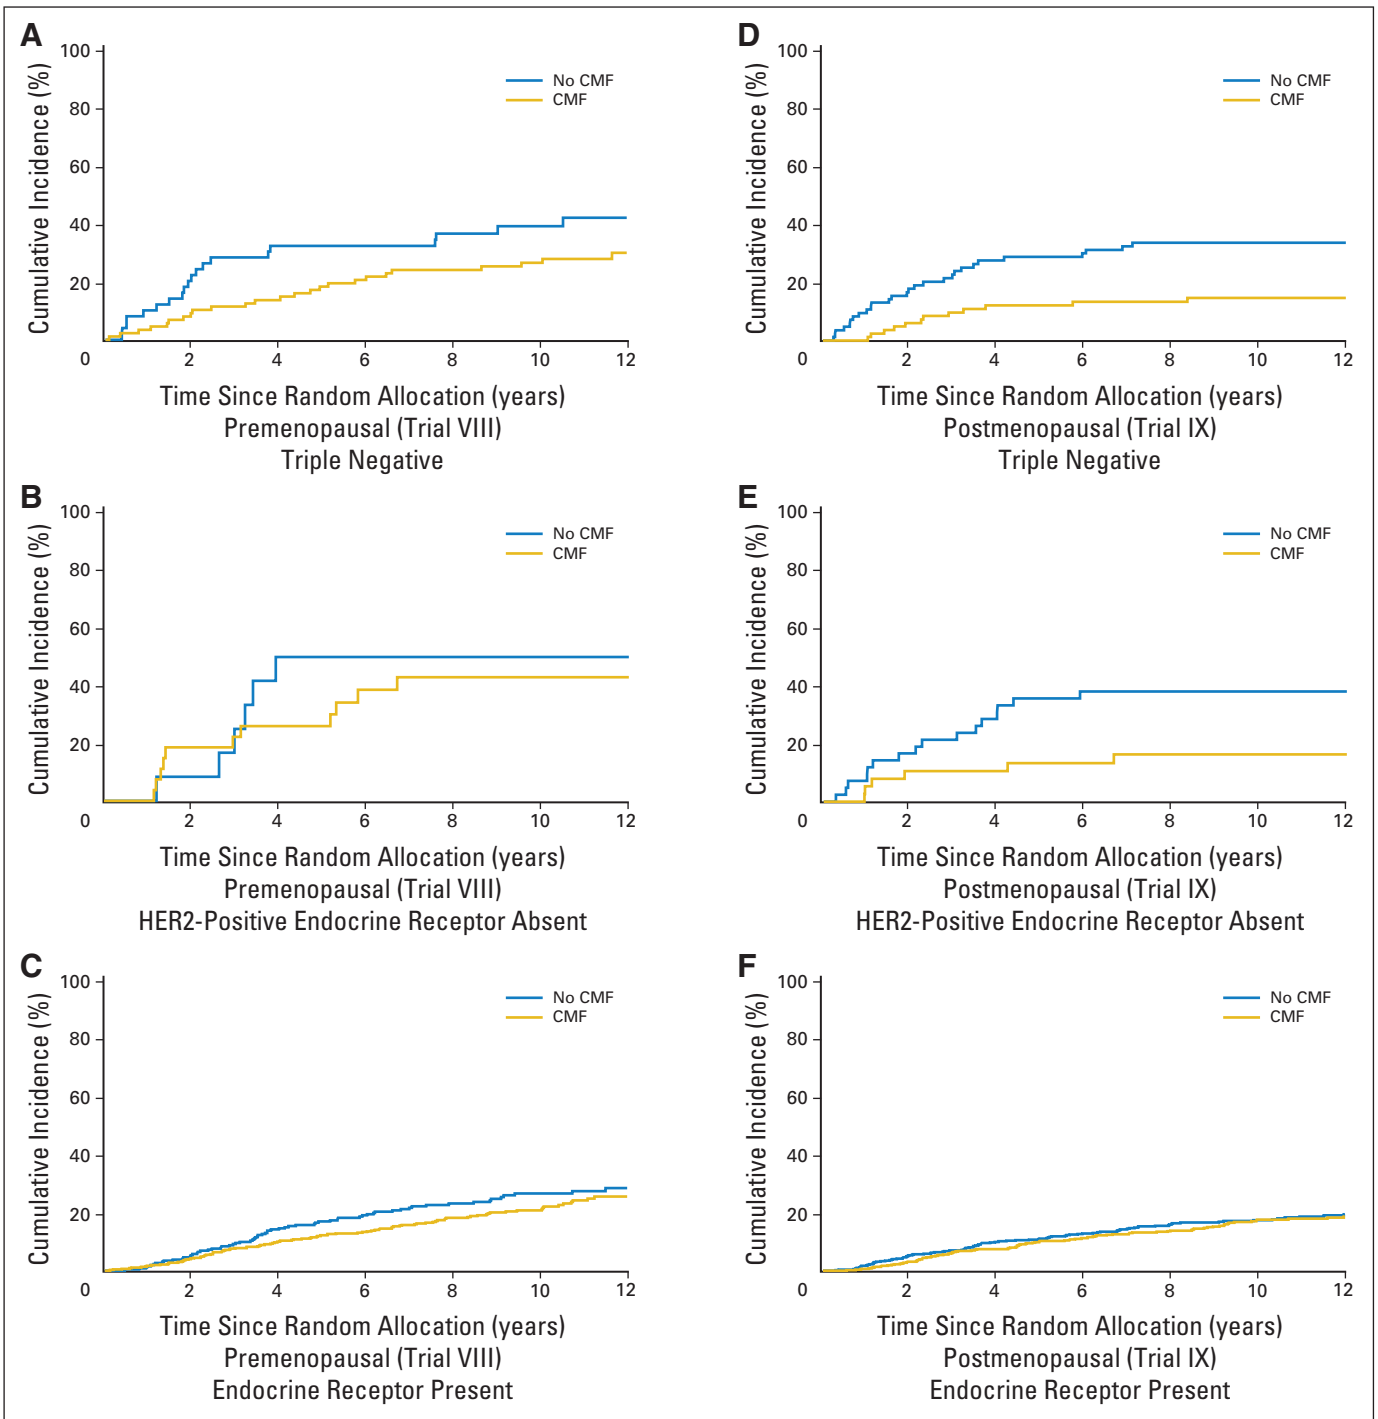 A
Cumulative Incidence (%)
100
80
60
40
20
0
2
4
6
8
10
12
No CMF
CMF
Time Since Random Allocation (years)
Premenopausal (Trial VIII)
Triple Negative
D
Cumulative Incidence (%)
100
80
60
40
20
0
2
4
6
8
10
12
No CMF
CMF
Time Since Random Allocation (years)
Postmenopausal (Trial IX)
Triple Negative
B
Cumulative Incidence (%)
100
80
60
40
20
0
2
4
6
8
10
12
No CMF
CMF
Time Since Random Allocation (years)
Premenopausal (Trial VIII)
HER2-Positive Endocrine Receptor Absent
E
Cumulative Incidence (%)
100
80
60
40
20
0
2
4
6
8
10
12
No CMF
CMF
Time Since Random Allocation (years)
Postmenopausal (Trial IX)
HER2-Positive Endocrine Receptor Absent
C
Cumulative Incidence (%)
100
80
60
40
20
0
2
4
6
8
10
12
No CMF
CMF
Time Since Random Allocation (years)
Premenopausal (Trial VIII)
Endocrine Receptor Present
F
Cumulative Incidence (%)
100
80
60
40
20
0
2
4
6
8
10
12
No CMF
CMF
Time Since Random Allocation (years)
Postmenopausal (Trial IX)
Endocrine Receptor Present